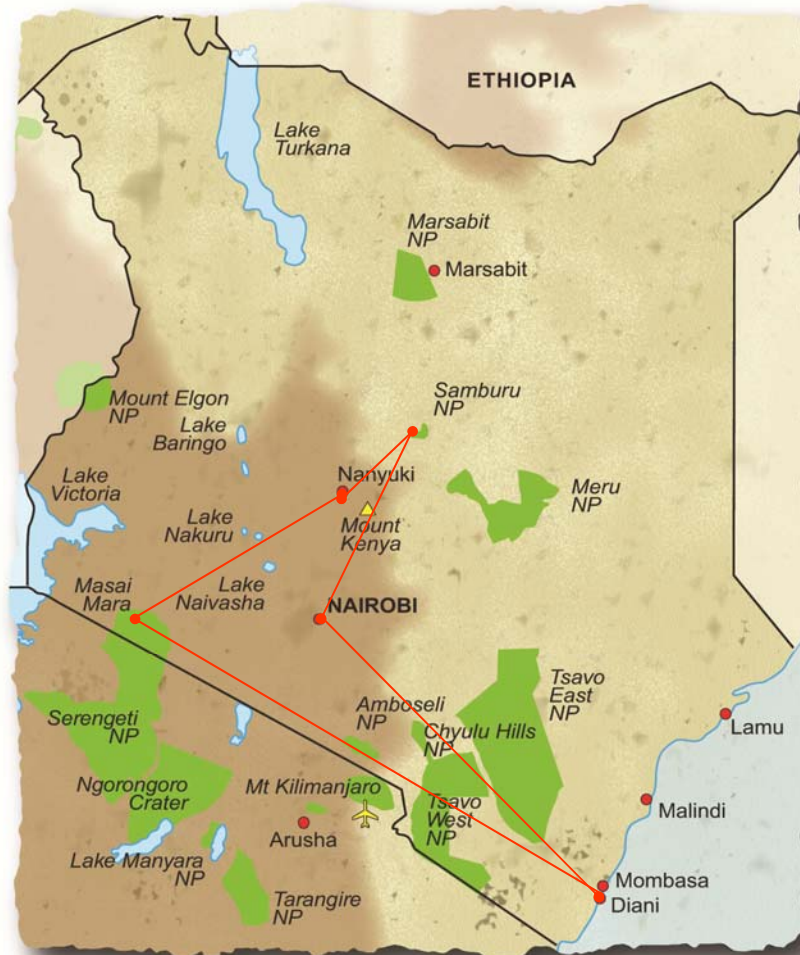 ETHIOPIA
Lake
Turkana
Marsabit
NP
Marsabit
Samburu
NP
Mount Elgon
NP
Lake
Baringo
Lake
Victoria
Nanyuki
Meru
NP
Lake
Nakuru
Mount
Kenya
Masai
Mara
Lake
Naivasha
NAIROBI
Tsavo
East
NP
Amboseli
NP
Chyulu Hills
NP
Serengeti
NP
Lamu
Ngorongoro
Crater
Mt Kilimanjaro
Tsavo
West
NP
Malindi
Arusha
Lake Manyara
NP
Mombasa
Diani
Tarangire
NP